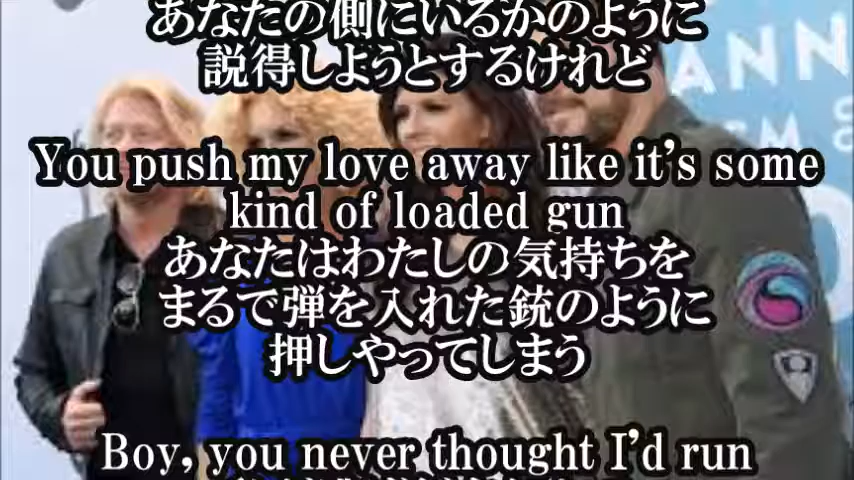 あなたの側にいるかのように
説得しようとするけれど
You push my love away like it's some
kind of loaded gun
あなたはわたしの気持ちを
まるで弾を入れた銃のように
押しやってしまう
Boy, you never thought I'd run
ANN